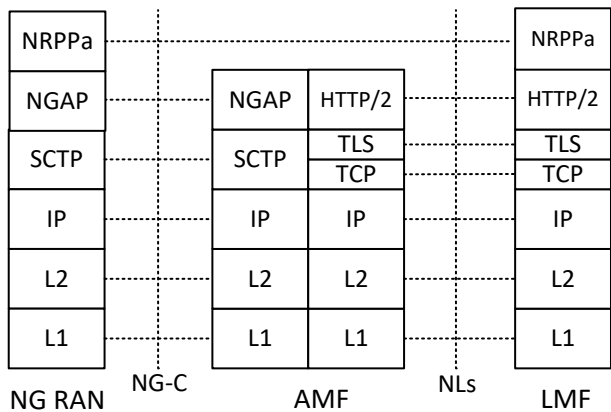 NRPPa NRPPa
NGAP NGAP HTTP/2 HTTP/2
SCTP SCTP TLS TLS
TCP TCP
IP IP IP IP
L2 L2 L2 L2
L1 L1 L1 L1
NG RAN NG-C AMF NLs LMF